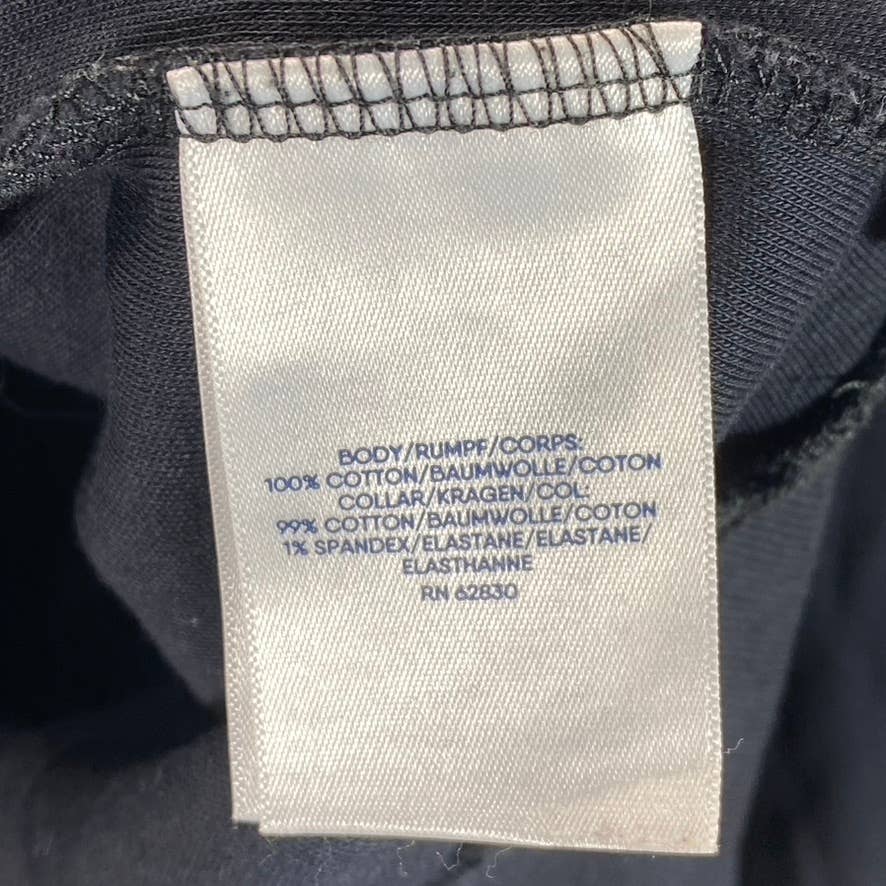 BODY/RUMPF/CORPS:
100% COTTON/BAUMWOLLE/COTON
COLLAR/KRAGEN/COL:
99% COTTON/BAUMWOLLE/COTON
1% SPANDEX/ELASTANE/ELASTANE/
ELASTHANNE
RN 62830